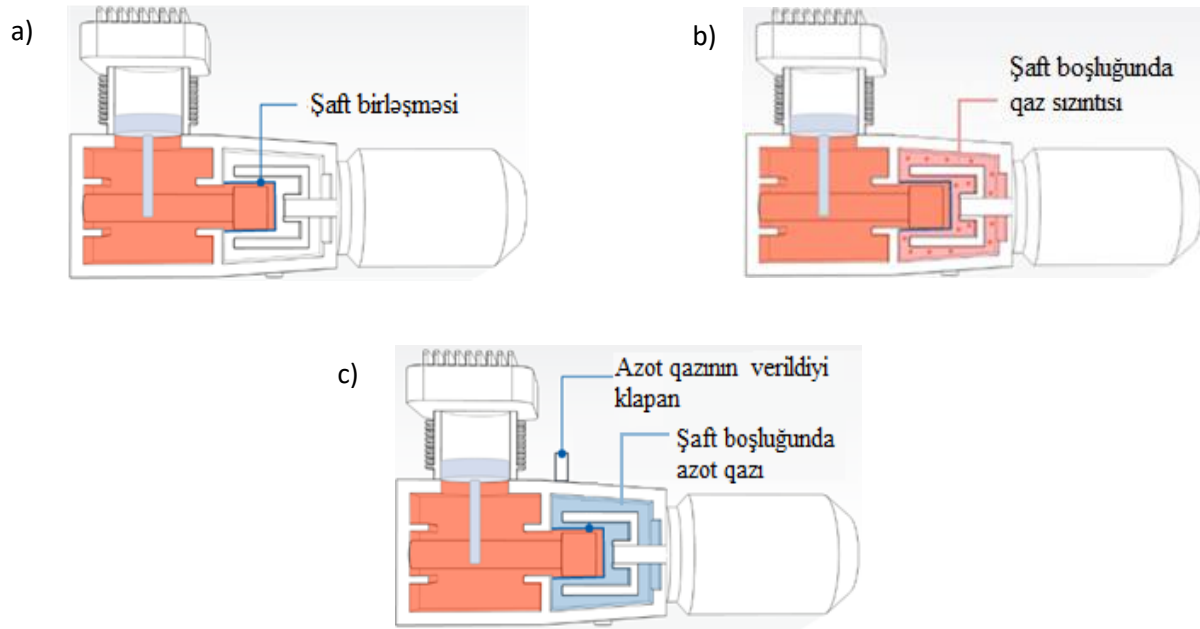 a)
Şaft birləşməsi
b)
Şaft boşluğunda
qaz sızıntısı
c)
Azot qazının verildiyi
klapan
Şaft boşluğunda
azot qazı